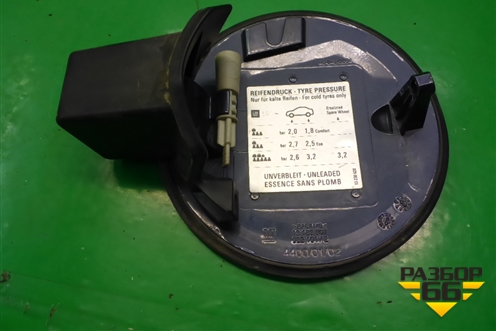 REIFENDRUCK - TYRE PRESSURE
Nur für kalte Reifen - For cold tyres only
GM
Ersatzrad
Spare Wheel
bar 2,0 1,8 Comfort
bar 2,7 2,5 Eco
bar 2,6 3,2 3,2
UNVERBLEIT - UNLEADED
ESSENCE SANS PLOMB
РАЗБОР
66